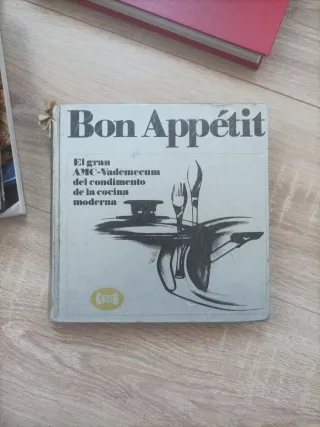 Bon Appétit
El gran
AMC-Vademecum
del condimento
de la cocina
moderna
AMC